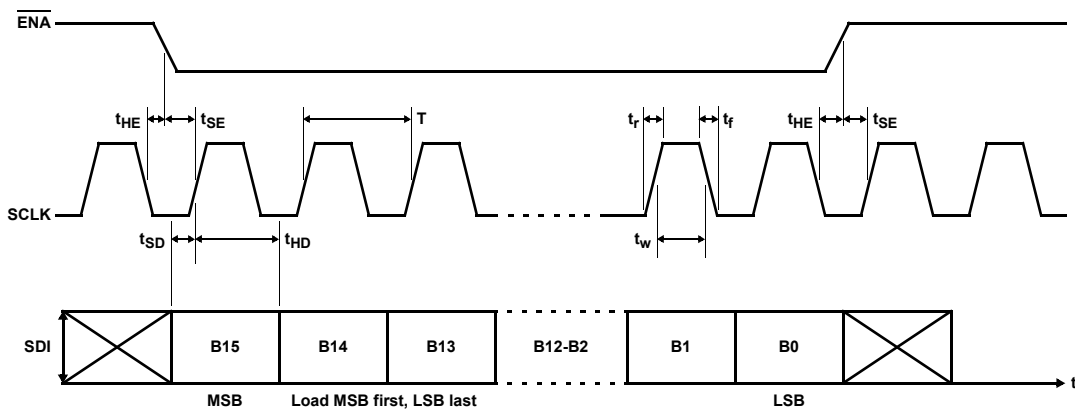 ENA
tHE tSE T tr tf tHE tSE
SCLK
tSD tHD tw
SDI B15 B14 B13 B12-B2 B1 B0 t
MSB Load MSB first, LSB last LSB